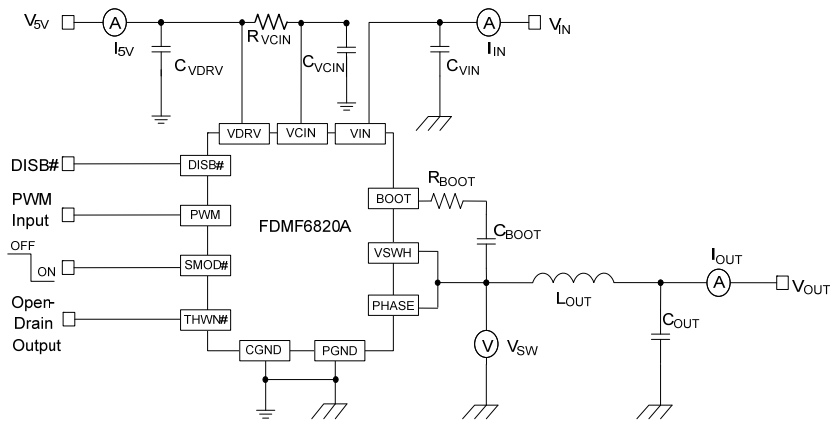 V5V
A
I5V
RVCIN
CVDRV
CVCIN
CVIN
A
IIN
VIN
VDRV
VCIN
VIN
DISB#
DISB#
PWM
Input
PWM
FDMF6820A
BOOT
RBOOT
CBOOT
OFF
ON
SMOD#
VSWH
PHASE
LOUT
IOUT
A
VOUT
COUT
Open-
Drain
Output
THWN#
CGND
PGND
V
VSW